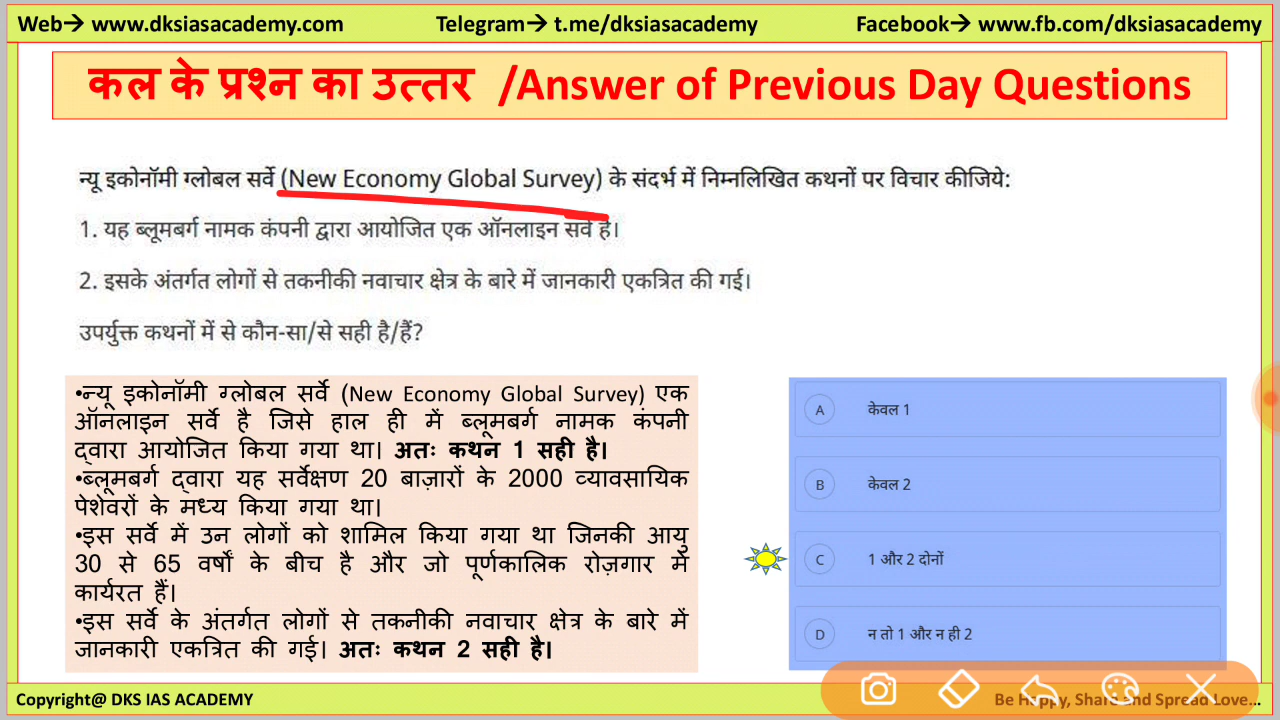 Web→ www.dksiasacademy.com Telegram→ t.me/dksiasacademy Facebook→ www.fb.com/dksiasacademy
कल के प्रश्न का उत्तर /Answer of Previous Day Questions
न्यू इकोनॉमी ग्लोबल सर्वे (New Economy Global Survey) के संदर्भ में निम्नलिखित कथनों पर विचार कीजिये:
1. यह ब्लूमबर्ग नामक कंपनी द्वारा आयोजित एक ऑनलाइन सर्वे है।
2. इसके अंतर्गत लोगों से तकनीकी नवाचार क्षेत्र के बारे में जानकारी एकत्रित की गई।
उपर्युक्त कथनों में से कौन-सा/से सही है/हैं?
•न्यू इकोनॉमी ग्लोबल सर्वे (New Economy Global Survey) एक
ऑनलाइन सर्वे है जिसे हाल ही में ब्लूमबर्ग नामक कंपनी
द्वारा आयोजित किया गया था। अतः कथन 1 सही है।
•ब्लूमबर्ग द्वारा यह सर्वेक्षण 20 बाज़ारों के 2000 व्यावसायिक
पेशेवरों के मध्य किया गया था।
•इस सर्वे में उन लोगों को शामिल किया गया था जिनकी आयु
30 से 65 वर्षों के बीच है और जो पूर्णकालिक रोज़गार में
कार्यरत हैं।
•इस सर्वे के अंतर्गत लोगों से तकनीकी नवाचार क्षेत्र के बारे में
जानकारी एकत्रित की गई। अतः कथन 2 सही है।
A केवल 1
B केवल 2
C 1 और 2 दोनों
D न तो 1 और न ही 2
Copyright@ DKS IAS ACADEMY Be Happy, Share and Spread Love...